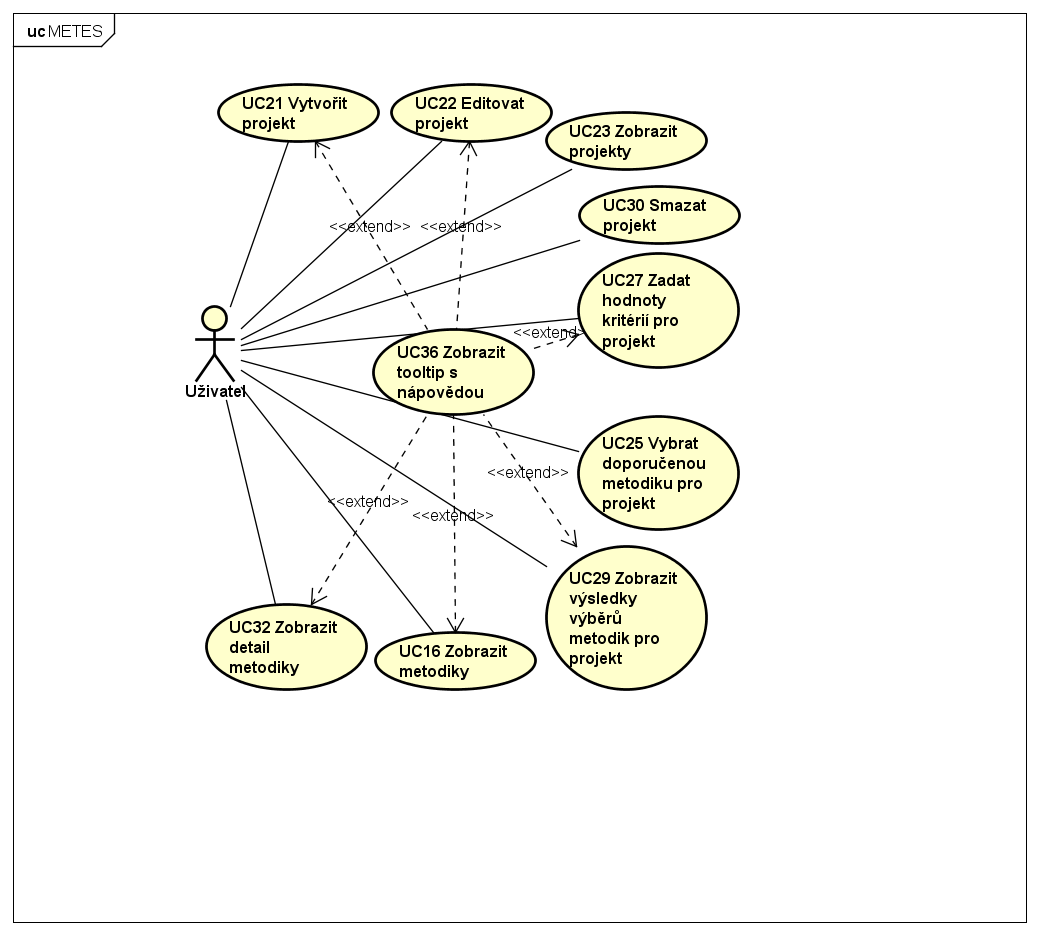 uc METES
UC21 Vytvořit
projekt
UC22 Editovat
projekt
UC23 Zobrazit
projekty
UC30 Smazat
projekt
<<extend>>
<<extend>>
UC27 Zadat
hodnoty
kritérií pro
projekt
<<extend>>
UC36 Zobrazit
tooltip s
nápovědou
Uživatel
UC25 Vybrat
doporučenou
metodiku pro
projekt
<<extend>>
<<extend>>
<<extend>>
UC29 Zobrazit
výsledky
výběrů
metodik pro
projekt
UC32 Zobrazit
detail
metodiky
UC16 Zobrazit
metodiky